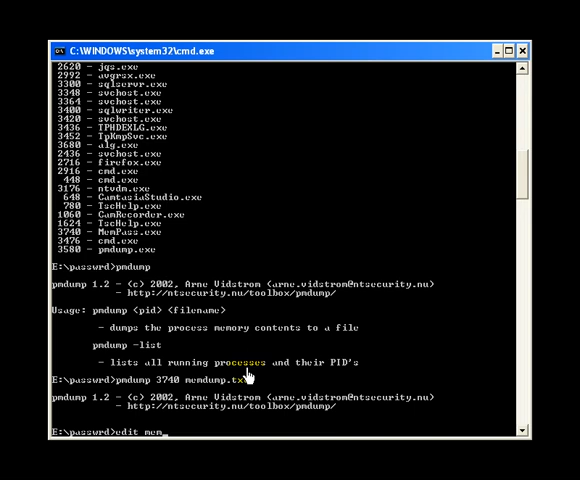 C:\WINDOWS\system32\cmd.exe
2620 - jqs.exe
2992 - avgrsx.exe
3300 - sqlservr.exe
3348 - svchost.exe
3364 - svchost.exe
3400 - sqlwriter.exe
3420 - svchost.exe
3436 - TPHDEXLG.exe
3452 - TpKmpSvc.exe
3680 - alg.exe
2436 - svchost.exe
2716 - firefox.exe
2916 - cmd.exe
448 - cmd.exe
3176 - ntvdm.exe
648 - CamtasiaStudio.exe
780 - TscHelp.exe
1060 - CamRecorder.exe
1624 - TscHelp.exe
3740 - MemPass.exe
3476 - cmd.exe
3580 - pmdump.exe
E:\passwrd>pmdump
pmdump 1.2 - (c) 2002, Arne Vidstrom (arne.vidstrom@ntsecurity.nu)
- http://ntsecurity.nu/toolbox/pmdump/
Usage: pmdump <pid> <filename>
- dumps the process memory contents to a file
pmdump -list
- lists all running processes and their PID's
E:\passwrd>pmdump 3740 memdump.txt
pmdump 1.2 - (c) 2002, Arne Vidstrom (arne.vidstrom@ntsecurity.nu)
- http://ntsecurity.nu/toolbox/pmdump/
E:\passwrd>edit mem_